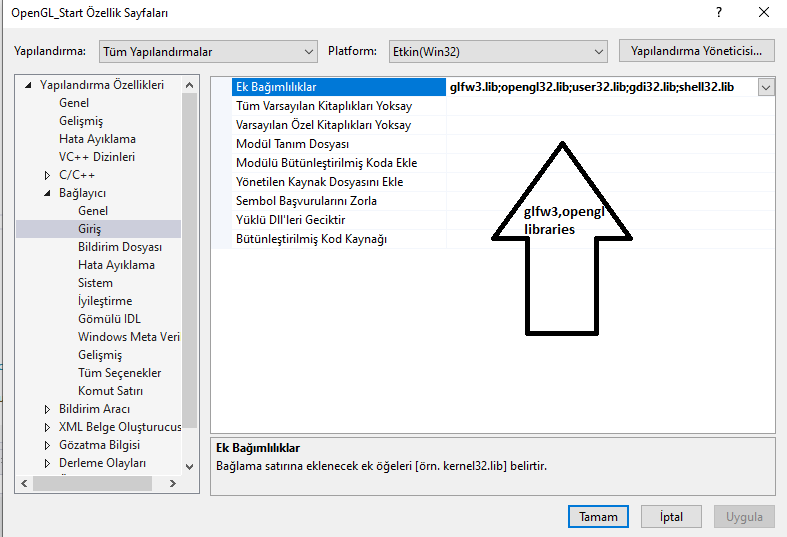 OpenGL_Start Özellik Sayfaları
?
Yapılandırma: Tüm Yapılandırmalar Platform: Etkin(Win32) Yapılandırma Yöneticisi...
Yapılandırma Özellikleri
Genel
Gelişmiş
Hata Ayıklama
VC++ Dizinleri
C/C++
Bağlayıcı
Genel
Giriş
Bildirim Dosyası
Hata Ayıklama
Sistem
İyileştirme
Gömülü IDL
Windows Meta Veri
Gelişmiş
Tüm Seçenekler
Komut Satırı
Bildirim Aracı
XML Belge Oluşturucus
Gözatma Bilgisi
Derleme Olayları
Ek Bağımlılıklar glfw3.lib;opengl32.lib;user32.lib;gdi32.lib;shell32.lib
Tüm Varsayılan Kitaplıkları Yoksay
Varsayılan Özel Kitaplıkları Yoksay
Modül Tanım Dosyası
Modülü Bütünleştirilmiş Koda Ekle
Yönetilen Kaynak Dosyasını Ekle
Sembol Başvurularını Zorla
Yüklü Dll'leri Geciktir
Bütünleştirilmiş Kod Kaynağı
glfw3,opengl
libraries
Ek Bağımlılıklar
Bağlama satırına eklenecek ek öğeleri [örn. kernel32.lib] belirtir.
Tamam İptal Uygula